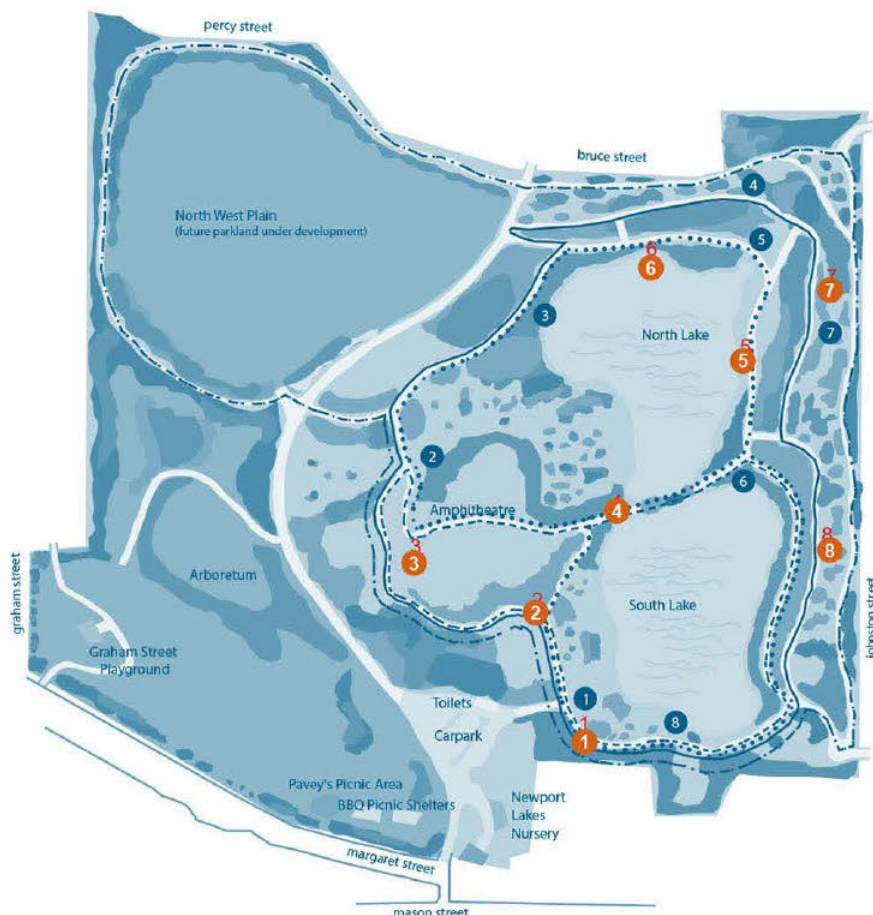 percy street
bruce street
4
North West Plain
(future parkland under development)
5
6
6
7
7
3
7
North Lake
5
5
2
6
Amphitheatre
4
4
3
3
8
8
Arboretum
2
2
South Lake
graham street
johnston street
Graham Street
Playground
Toilets
1
8
1
1
Carpark
Pavey's Picnic Area
BBQ Picnic Shelters
Newport
Lakes
Nursery
margaret street
mason street